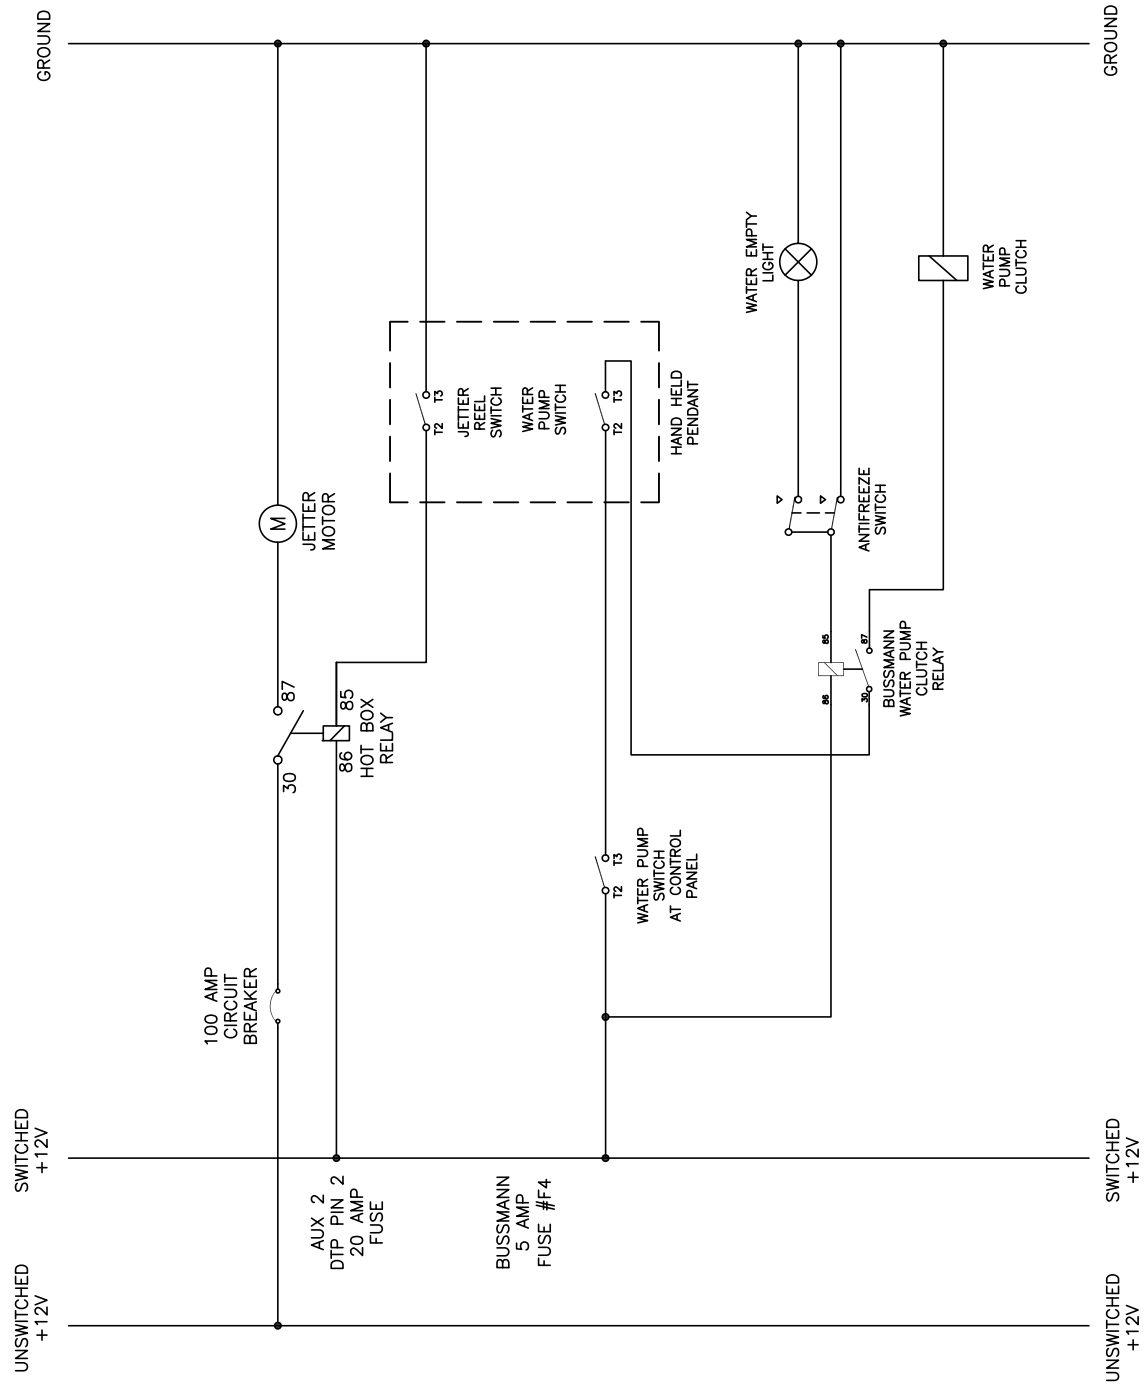 GROUND
GROUND
WATER EMPTY
LIGHT
WATER
PUMP
CLUTCH
T3
T2
JETTER
REEL
SWITCH
WATER
PUMP
SWITCH
T3
T2
HAND HELD
PENDANT
M
JETTER
MOTOR
ANTIFREEZE
SWITCH
87
30
85
86
HOT BOX
RELAY
85
86
87
30
BUSSMANN
WATER PUMP
CLUTCH
RELAY
T3
T2
WATER PUMP
SWITCH
AT CONTROL
PANEL
100 AMP
CIRCUIT
BREAKER
SWITCHED
+12V
SWITCHED
+12V
AUX 2
DTP PIN 2
20 AMP
FUSE
BUSSMANN
5 AMP
FUSE #F4
UNSWITCHED
+12V
UNSWITCHED
+12V